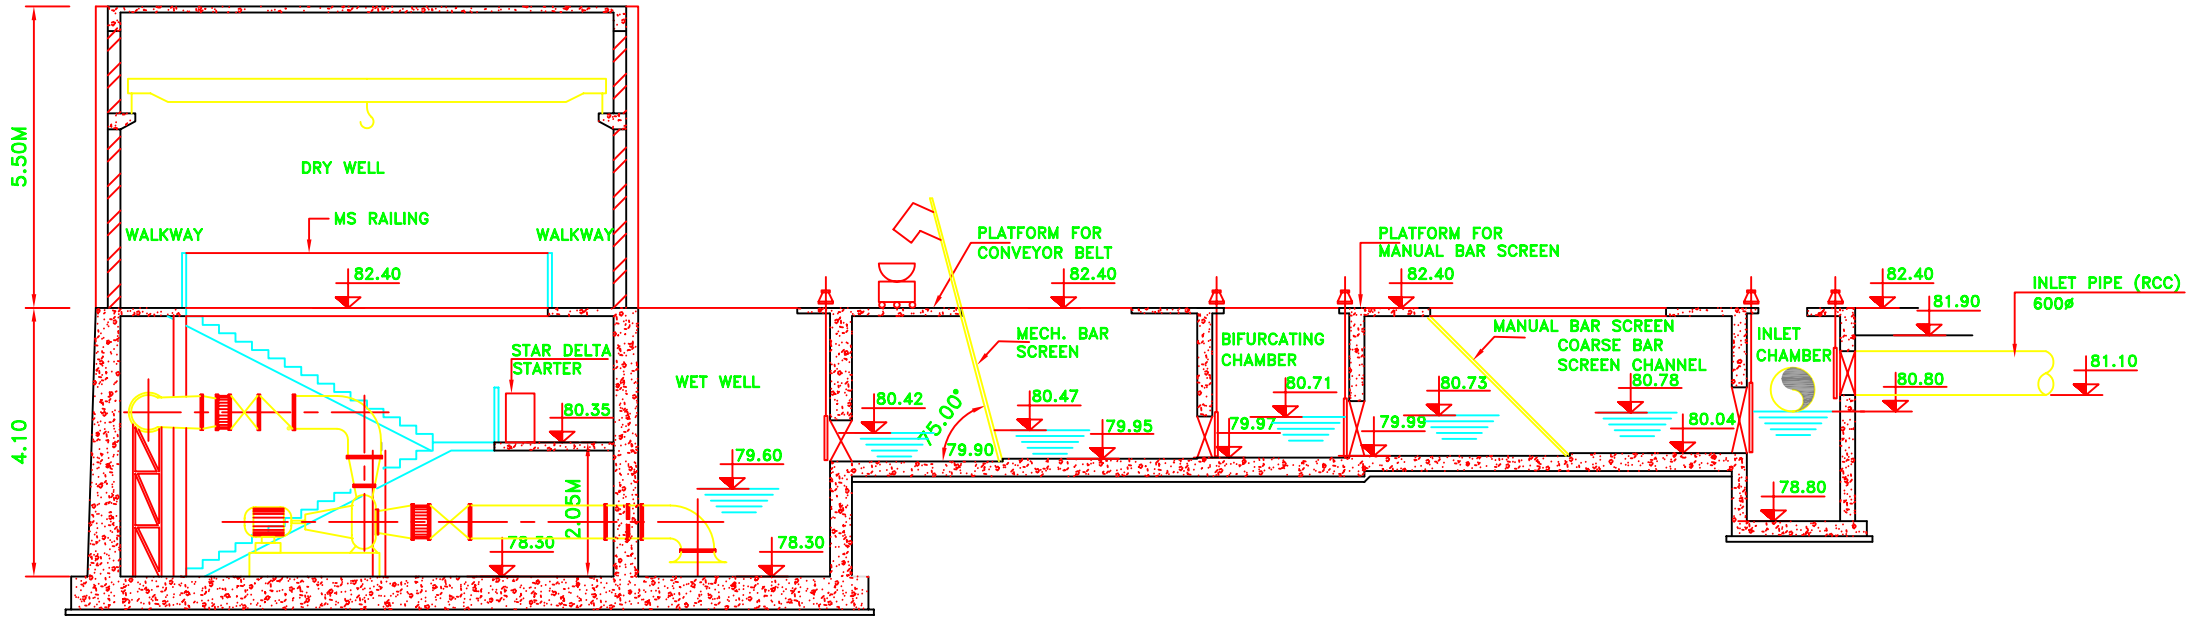 5.50M
4.10
DRY WELL
MS RAILING
WALKWAY
WALKWAY
82.40
STAR DELTA
STARTER
80.35
2.05M
78.30
WET WELL
79.60
78.30
80.42
PLATFORM FOR
CONVEYOR BELT
82.40
MECH. BAR
SCREEN
75.00°
79.90
80.47
79.95
BIFURCATING
CHAMBER
80.71
79.97
PLATFORM FOR
MANUAL BAR SCREEN
82.40
MANUAL BAR SCREEN
COARSE BAR
SCREEN CHANNEL
80.73
79.99
80.78
80.04
INLET
CHAMBER
78.80
82.40
81.90
INLET PIPE (RCC)
600ø
81.10
80.80